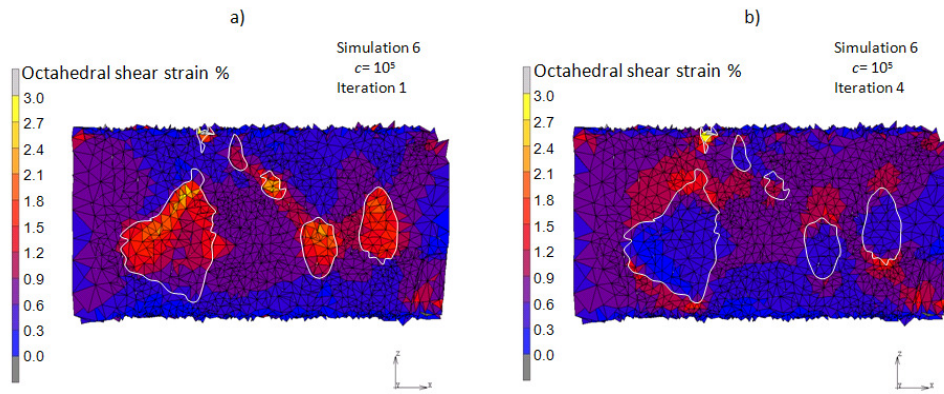 a)
Simulation 6
c= 10⁵
Iteration 1
Octahedral shear strain %
3.0
2.7
2.4
2.1
1.8
1.5
1.2
0.9
0.6
0.3
0.0
z
x
b)
Simulation 6
c= 10⁵
Iteration 4
Octahedral shear strain %
3.0
2.7
2.4
2.1
1.8
1.5
1.2
0.9
0.6
0.3
0.0
z
x